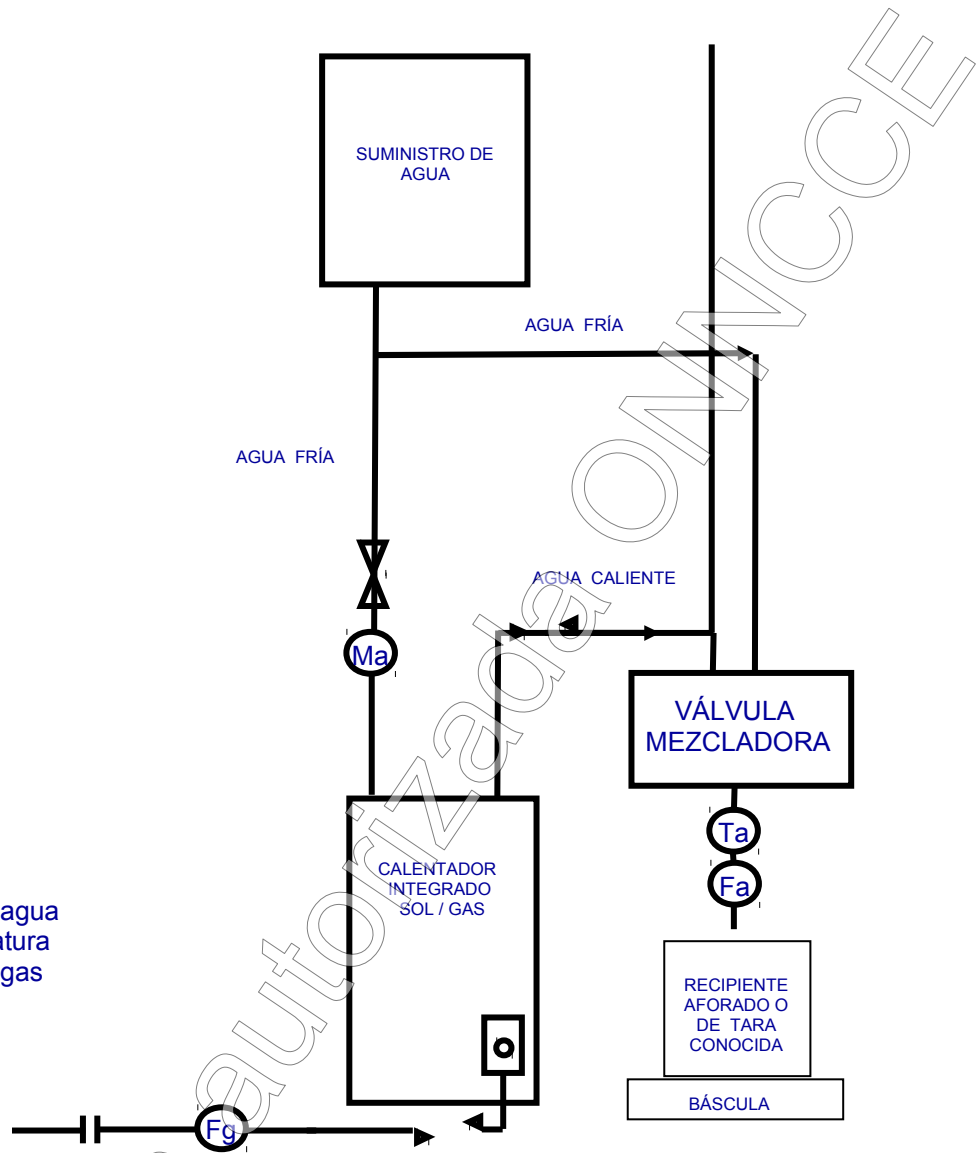 SUMINISTRO DE
AGUA
AGUA FRÍA
AGUA FRÍA
AGUA CALIENTE
Ma
VÁLVULA
MEZCLADORA
Ta
Fa
CALENTADOR
INTEGRADO
SOL / GAS
agua
gas
RECIPIENTE
AFORADO O
DE TARA
CONOCIDA
BÁSCULA
Fg
autorizada ONNCCE